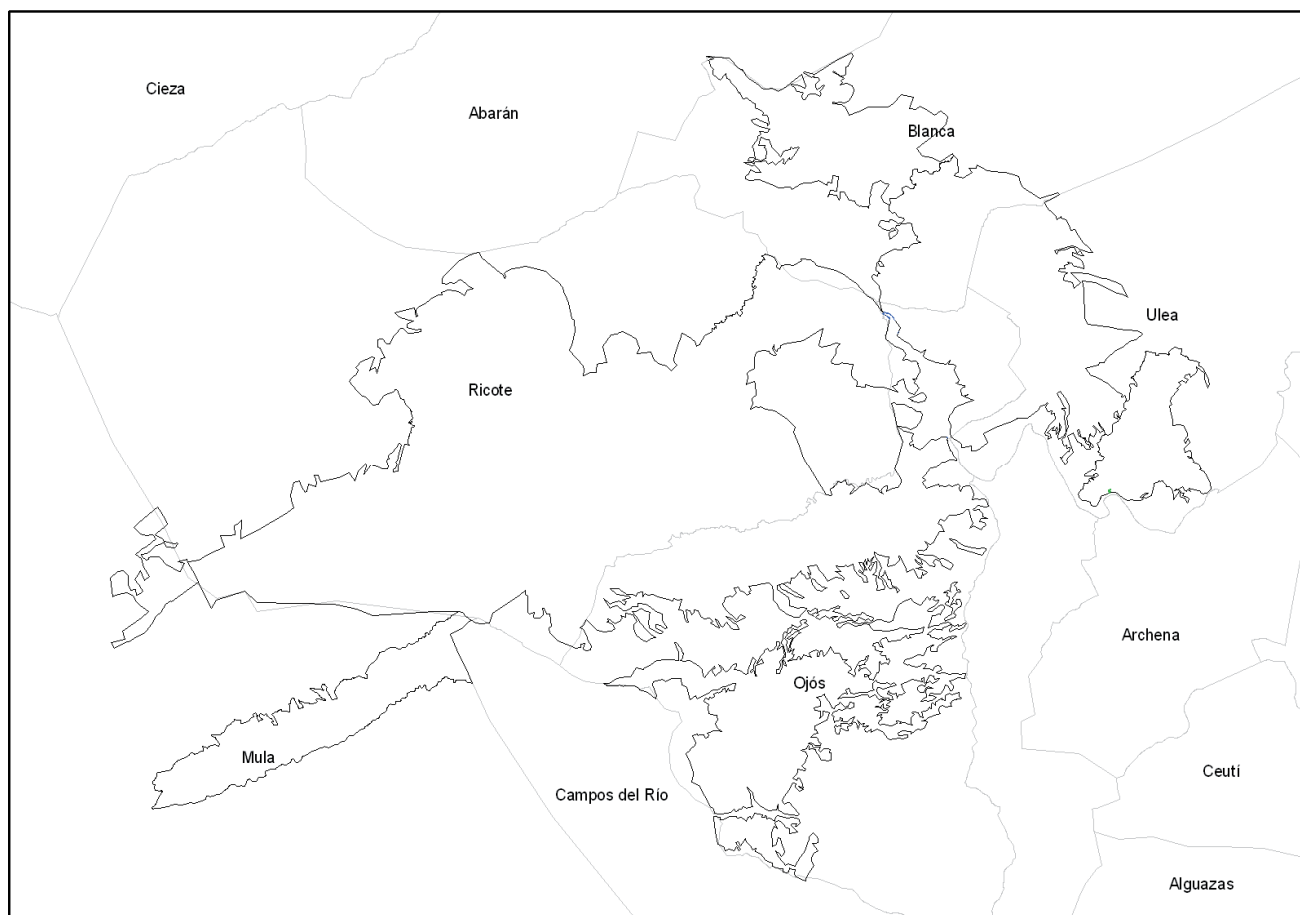 Cieza
Abarán
Blanca
Ulea
Ricote
Archena
Ojós
Mula
Ceutí
Campos del Río
Alguazas